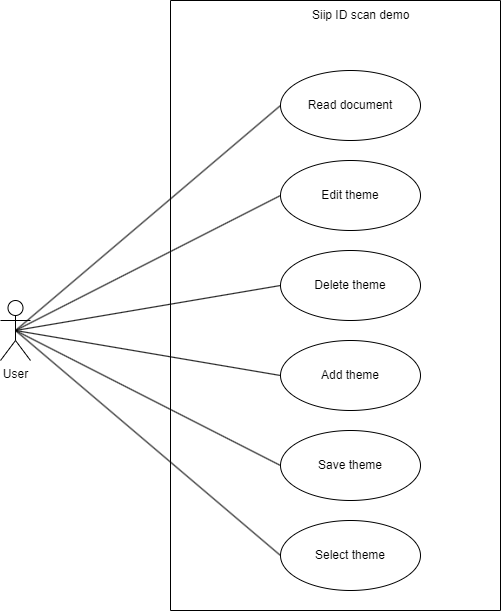 Siip ID scan demo
Read document
Edit theme
Delete theme
Add theme
Save theme
Select theme
User